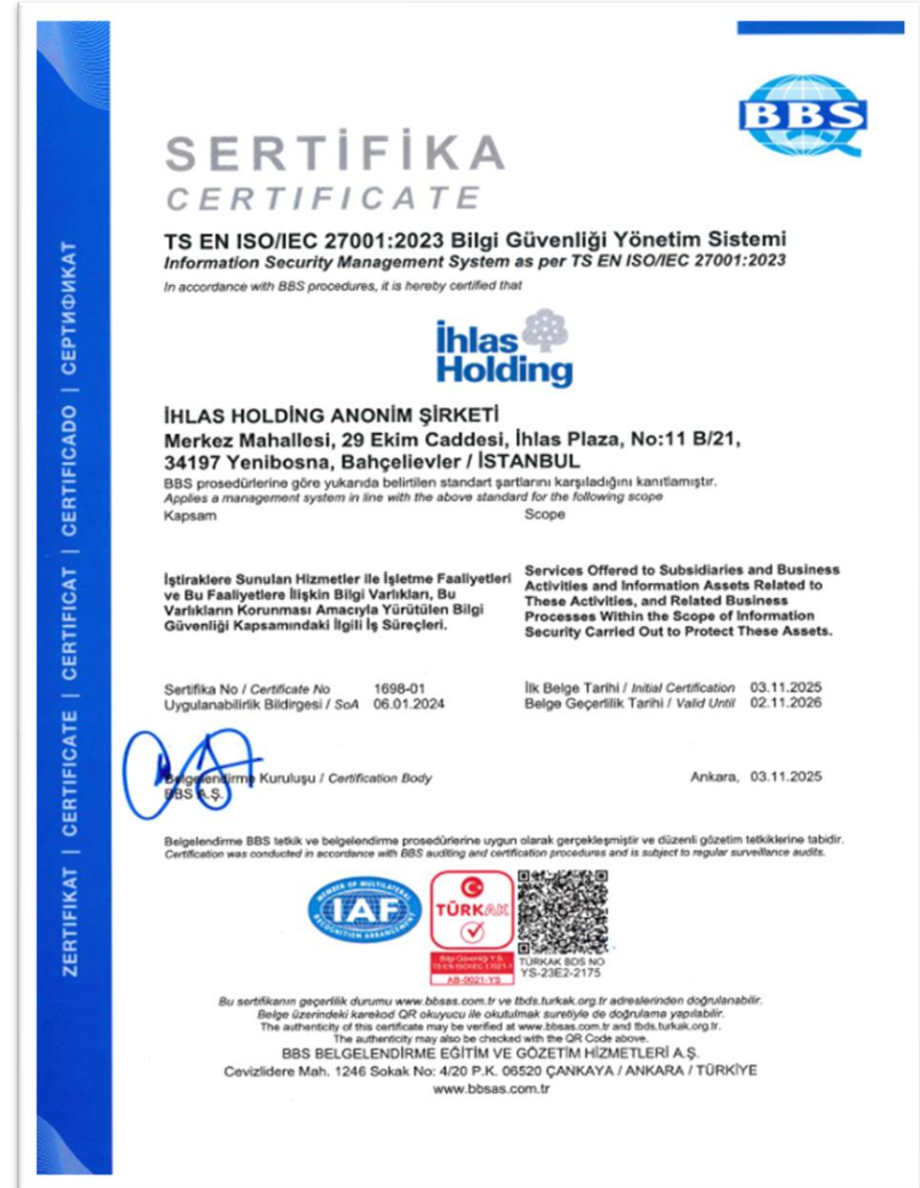 BBS
SERTİFİKA
CERTIFICATE
TS EN ISO/IEC 27001:2023 Bilgi Güvenliği Yönetim Sistemi
Information Security Management System as per TS EN ISO/IEC 27001:2023
In accordance with BBS procedures, it is hereby certified that
İhlas
Holding
İHLAS HOLDİNG ANONİM ŞİRKETİ
Merkez Mahallesi, 29 Ekim Caddesi, İhlas Plaza, No:11 B/21,
34197 Yenibosna, Bahçelievler / İSTANBUL
BBS prosedürlerine göre yukarıda belirtilen standart şartlarını karşıladığını kanıtlamıştır.
Applies a management system in line with the above standard for the following scope
Kapsam
İştiraklere Sunulan Hizmetler ile İşletme Faaliyetleri
ve Bu Faaliyetlere İlişkin Bilgi Varlıkları, Bu
Varlıkların Korunması Amacıyla Yürütülen Bilgi
Güvenliği Kapsamındaki İlgili İş Süreçleri.
Scope
Services Offered to Subsidiaries and Business
Activities and Information Assets Related to
These Activities, and Related Business
Processes Within the Scope of Information
Security Carried Out to Protect These Assets.
Sertifika No / Certificate No 1698-01
Uygulanabilirlik Bildirgesi / SoA 06.01.2024
İlk Belge Tarihi / Initial Certification 03.11.2025
Belge Geçerlilik Tarihi / Valid Until 02.11.2026
Belgelendirme Kuruluşu / Certification Body
BBS A.Ş.
Ankara, 03.11.2025
Belgelendirme BBS tetkik ve belgelendirme prosedürlerine uygun olarak gerçekleşmiştir ve düzenli gözetim tetkiklerine tabidir.
Certification was conducted in accordance with BBS auditing and certification procedures and is subject to regular surveillance audits.
MEMBER OF MULTILATERAL
IAF
RECOGNITION ARRANGEMENT
TÜRKAK
Bilgi Güvenliği Y.S.
TS EN ISO/IEC 17021-1
AB-0021-YS
TÜRKAK BDS NO
YS-23E2-2175
Bu sertifikanın geçerlilik durumu www.bbsas.com.tr ve tbds.turkak.org.tr adreslerinden doğrulanabilir.
Belge üzerindeki karekod QR okuyucu ile okutulmak suretiyle de doğrulama yapılabilir.
The authenticity of this certificate may be verified at www.bbsas.com.tr and tbds.turkak.org.tr.
The authenticity may also be checked with the QR Code above.
BBS BELGELENDİRME EĞİTİM VE GÖZETİM HİZMETLERİ A.Ş.
Cevizlidere Mah. 1246 Sokak No: 4/20 P.K. 06520 ÇANKAYA / ANKARA / TÜRKİYE
www.bbsas.com.tr
ZERTIFIKAT | CERTIFICATE | CERTIFICAT | CERTIFICADO | СЕРТИФИКАТ